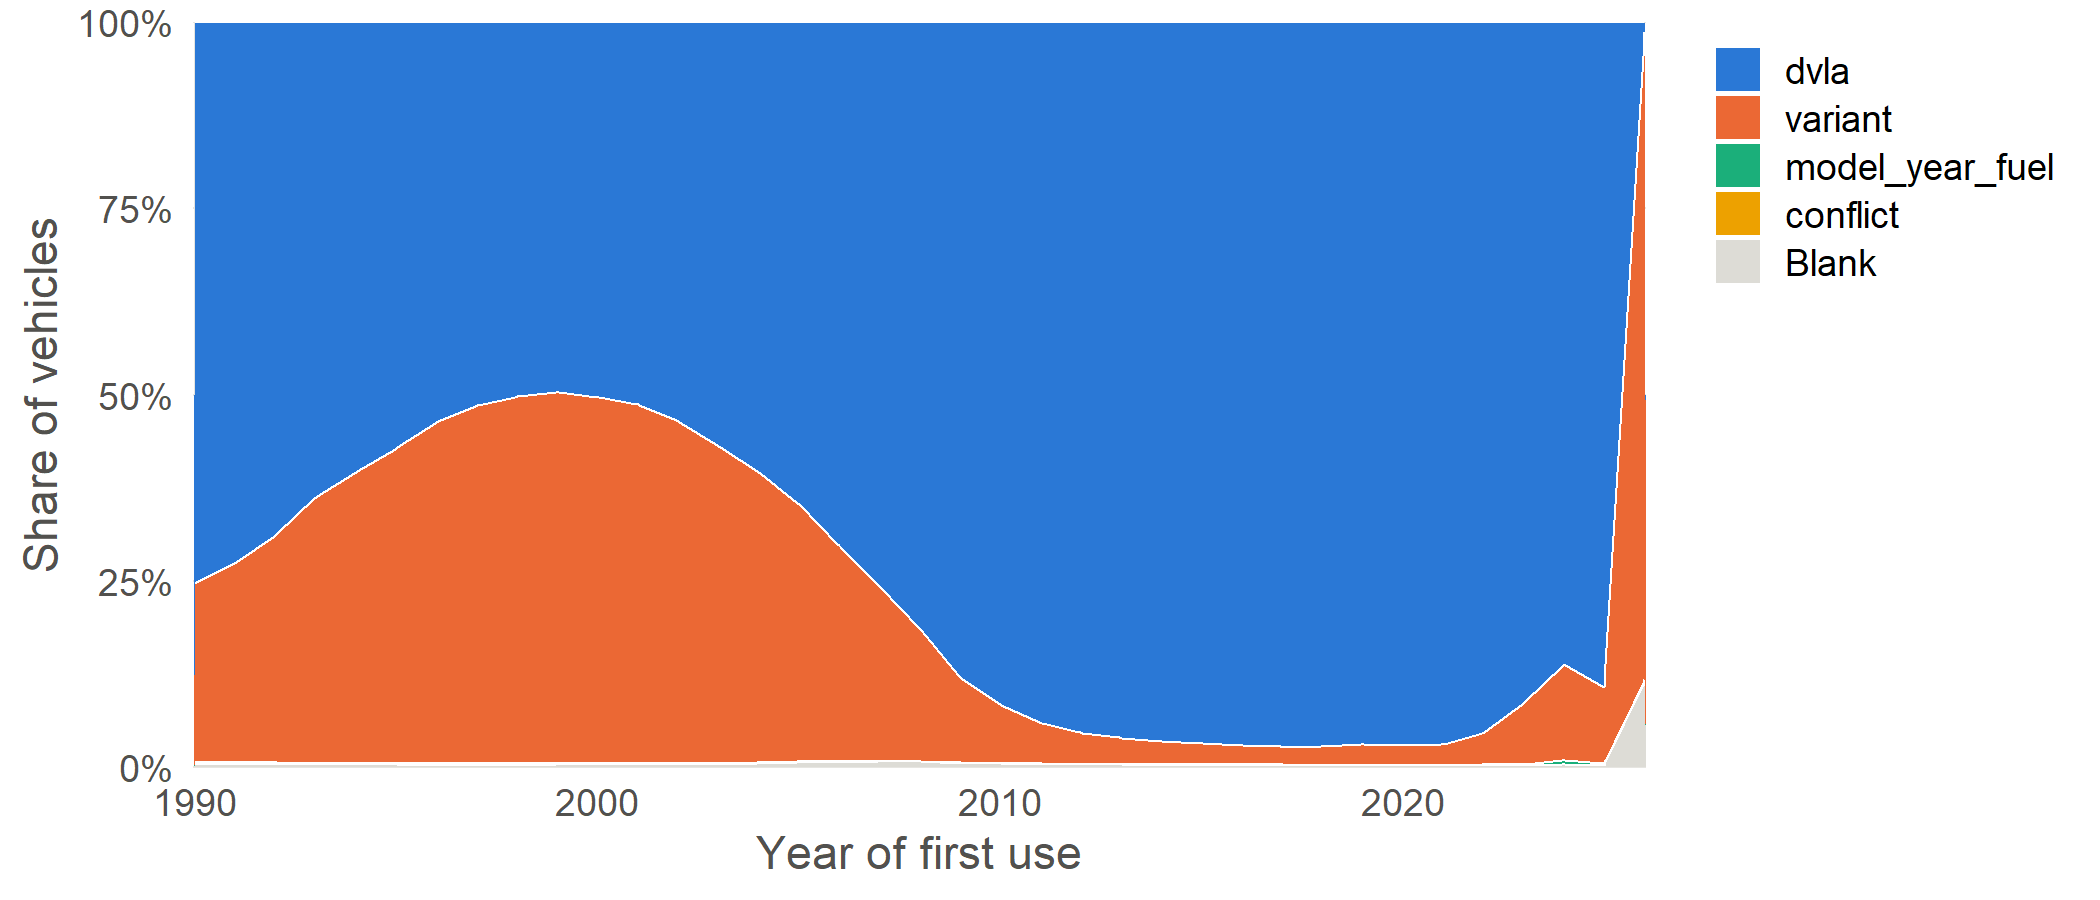 100%
75%
50%
25%
0%
Share of vehicles
1990
2000
2010
2020
Year of first use
dvla
variant
model_year_fuel
conflict
Blank